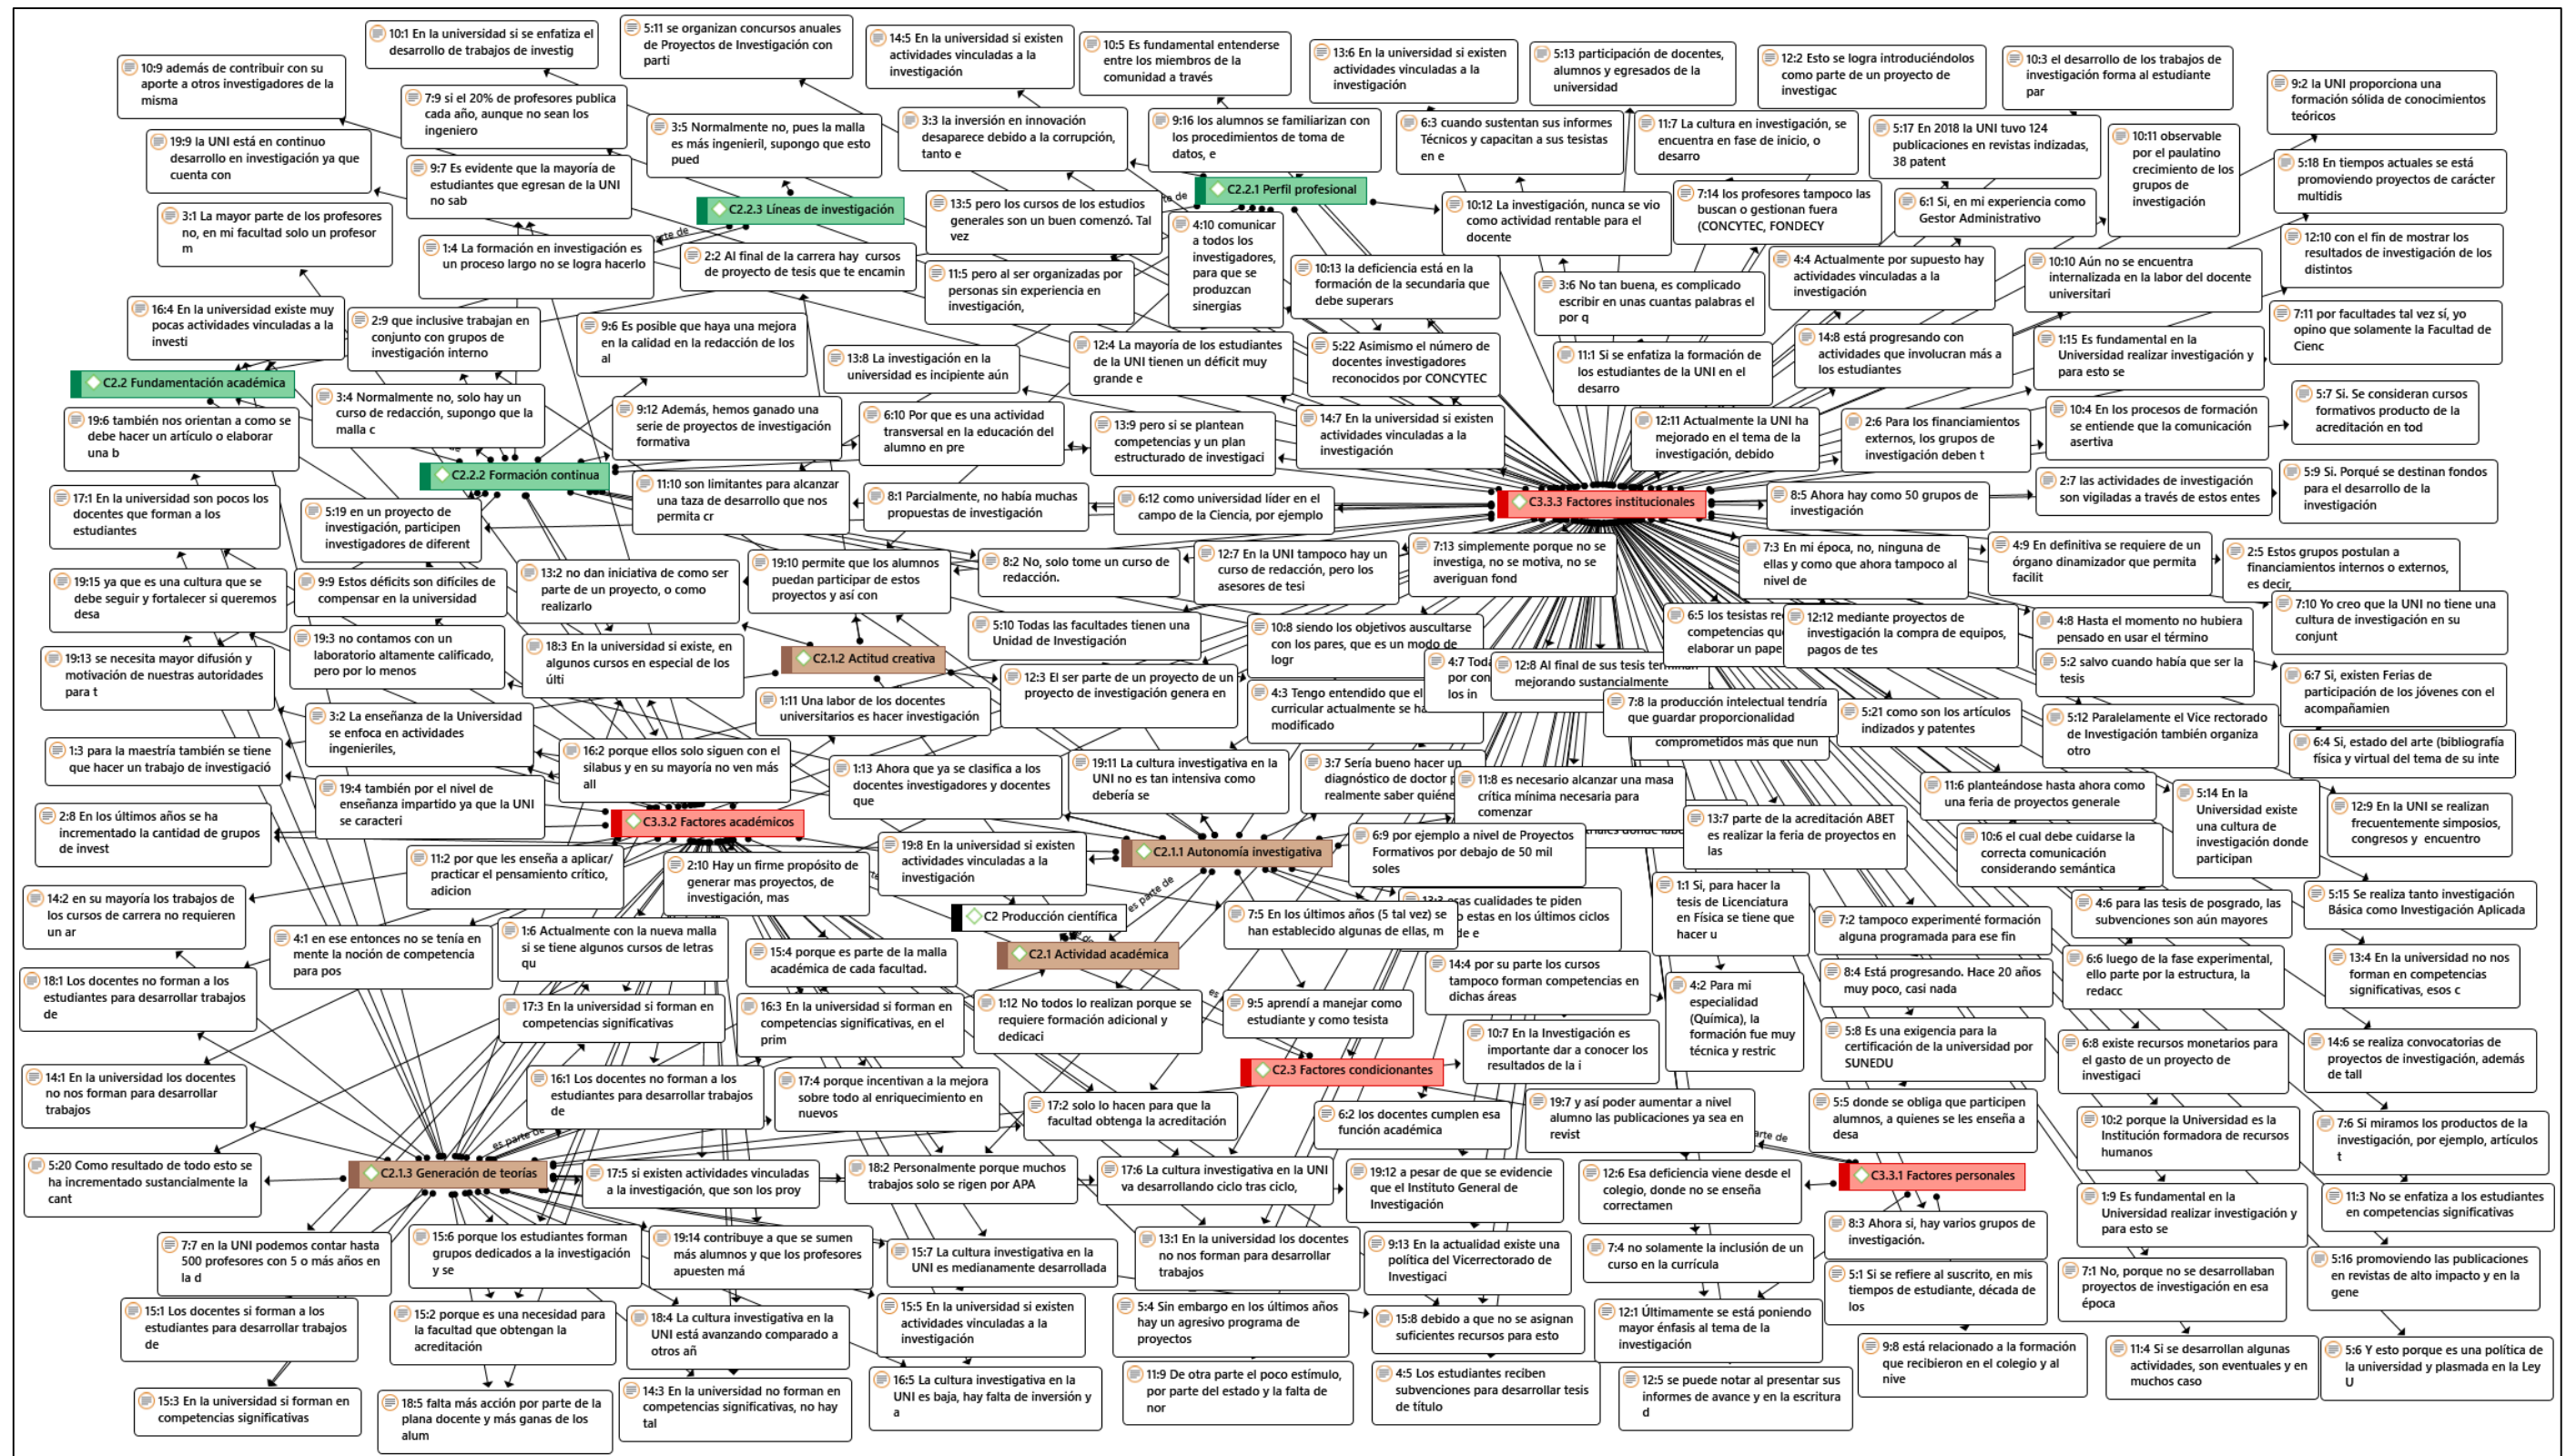 10:1 En la universidad si se enfatiza el
desarrollo de trabajos de investig
5:11 se organizan concursos anuales
de Proyectos de Investigación con
parti
14:5 En la universidad si existen
actividades vinculadas a la
investigación
10:5 Es fundamental entenderse
entre los miembros de la
comunidad a través
13:6 En la universidad si existen
actividades vinculadas a la
investigación
5:13 participación de docentes,
alumnos y egresados de la
universidad
12:2 Esto se logra introduciéndolos
como parte de un proyecto de
investigac
10:3 el desarrollo de los trabajos de
investigación forma al estudiante
par
10:9 además de contribuir con su
aporte a otros investigadores de la
misma
9:2 la UNI proporciona una
formación sólida de conocimientos
teóricos
7:9 si el 20% de profesores publica
cada año, aunque no sean los
ingeniero
3:5 Normalmente no, pues la malla
es más ingenieril, supongo que esto
pued
3:3 la inversión en innovación
desaparece debido a la corrupción,
tanto e
9:16 los alumnos se familiarizan con
los procedimientos de toma de
datos, e
6:3 cuando sustentan sus informes
Técnicos y capacitan a sus tesistas
en e
11:7 La cultura en investigación, se
encuentra en fase de inicio, o
desarro
5:17 En 2018 la UNI tuvo 124
publicaciones en revistas indizadas,
38 patent
10:11 observable
por el paulatino
crecimiento de los
grupos de
investigación
19:9 la UNI está en continuo
desarrollo en investigación ya que
cuenta con
9:7 Es evidente que la mayoría de
estudiantes que egresan de la UNI
no sab
5:18 En tiempos actuales se está
promoviendo proyectos de carácter
multidis
C2.2.1 Perfil profesional
C2.2.3 Líneas de investigación
3:1 La mayor parte de los profesores
no, en mi facultad solo un profesor
m
13:5 pero los cursos de los estudios
generales son un buen comenzó. Tal
vez
4:10 comunicar
a todos los
investigadores,
para que se
produzcan
sinergias
10:12 La investigación, nunca se vio
como actividad rentable para el
docente
7:14 los profesores tampoco las
buscan o gestionan fuera
(CONCYTEC, FONDECY
6:1 Si, en mi experiencia como
Gestor Administrativo
12:10 con el fin de mostrar los
resultados de investigación de los
distintos
1:4 La formación en investigación es
un proceso largo no se logra hacerlo
2:2 Al final de la carrera hay cursos
de proyecto de tesis que te encamin
11:5 pero al ser organizadas por
personas sin experiencia en
investigación,
10:13 la deficiencia está en la
formación de la secundaria que
debe superars
3:6 No tan buena, es complicado
escribir en unas cuantas palabras el
por q
4:4 Actualmente por supuesto hay
actividades vinculadas a la
investigación
10:10 Aún no se encuentra
internalizada en la labor del docente
universitari
16:4 En la universidad existe muy
pocas actividades vinculadas a la
investi
2:9 que inclusive trabajan en
conjunto con grupos de
investigación interno
9:6 Es posible que haya una mejora
en la calidad en la redacción de los
al
13:8 La investigación en la
universidad es incipiente aún
12:4 La mayoría de los estudiantes
de la UNI tienen un déficit muy
grande e
5:22 Asimismo el número de
docentes investigadores
reconocidos por CONCYTEC
11:1 Si se enfatiza la formación de
los estudiantes de la UNI en el
desarro
14:8 está progresando con
actividades que involucran más a
los estudiantes
1:15 Es fundamental en la
Universidad realizar investigación y
para esto se
7:11 por facultades tal vez sí, yo
opino que solamente la Facultad de
Cienc
C2.2 Fundamentación académica
3:4 Normalmente no, solo hay un
curso de redacción, supongo que la
malla c
9:12 Además, hemos ganado una
serie de proyectos de investigación
formativa
6:10 Por que es una actividad
transversal en la educación del
alumno en pre
13:9 pero si se plantean
competencias y un plan
estructurado de investigaci
14:7 En la universidad si existen
actividades vinculadas a la
investigación
12:11 Actualmente la UNI ha
mejorado en el tema de la
investigación, debido
2:6 Para los financiamientos
externos, los grupos de
investigación deben t
10:4 En los procesos de formación
se entiende que la comunicación
asertiva
5:7 Si. Se consideran cursos
formativos producto de la
acreditación en tod
19:6 también nos orientan a como se
debe hacer un artículo o elaborar
una b
C2.2.2 Formación continua
11:10 son limitantes para alcanzar
una taza de desarrollo que nos
permita cr
8:1 Parcialmente, no había muchas
propuestas de investigación
6:12 como universidad líder en el
campo de la Ciencia, por ejemplo
C3.3.3 Factores institucionales
8:5 Ahora hay como 50 grupos de
investigación
2:7 las actividades de investigación
son vigiladas a través de estos entes
5:9 Si. Porqué se destinan fondos
para el desarrollo de la
investigación
17:1 En la universidad son pocos los
docentes que forman a los
estudiantes
5:19 en un proyecto de
investigación, participen
investigadores de diferent
13:2 no dan iniciativa de como ser
parte de un proyecto, o como
realizarlo
19:10 permite que los alumnos
puedan participar de estos
proyectos y así con
8:2 No, solo tome un curso de
redacción.
12:7 En la UNI tampoco hay un
curso de redacción, pero los
asesores de tesi
7:13 simplemente porque no se
investiga, no se motiva, no se
averiguan fond
7:3 En mi época, no, ninguna de
ellas y como que ahora tampoco al
nivel de
4:9 En definitiva se requiere de un
órgano dinamizador que permita
facilit
2:5 Estos grupos postulan a
financiamientos internos o externos,
es decir,
19:15 ya que es una cultura que se
debe seguir y fortalecer si queremos
desa
9:9 Estos déficits son difíciles de
compensar en la universidad
19:3 no contamos con un
laboratorio altamente calificado,
pero por lo menos
18:3 En la universidad si existe, en
algunos cursos en especial de los
últi
5:10 Todas las facultades tienen una
Unidad de Investigación
10:8 siendo los objetivos auscultarse
con los pares, que es un modo de
logr
6:5 los tesistas re
competencias qu
elaborar un pape
12:12 mediante proyectos de
investigación la compra de equipos,
pagos de tes
4:8 Hasta el momento no hubiera
pensado en usar el término
7:10 Yo creo que la UNI no tiene una
cultura de investigación en su
conjunt
19:13 se necesita mayor difusión y
motivación de nuestras autoridades
para t
C2.1.2 Actitud creativa
12:3 El ser parte de un proyecto de un
proyecto de investigación genera en
4:7 Toda
por con
los in
12:8 Al final de sus tesis terminan
mejorando sustancialmente
5:2 salvo cuando había que ser la
tesis
6:7 Si, existen Ferias de
participación de los jóvenes con el
acompañamien
1:11 Una labor de los docentes
universitarios es hacer investigación
4:3 Tengo entendido que el
curricular actualmente se ha
modificado
7:8 la producción intelectual tendría
que guardar proporcionalidad
comprometidos más que nun
5:21 como son los artículos
indizados y patentes
5:12 Paralelamente el Vice rectorado
de Investigación también organiza
otro
6:4 Si, estado del arte (bibliografía
física y virtual del tema de su inte
3:2 La enseñanza de la Universidad
se enfoca en actividades
ingenieriles,
1:3 para la maestría también se tiene
que hacer un trabajo de investigació
16:2 porque ellos solo siguen con el
silabus y en su mayoría no ven más
all
1:13 Ahora que ya se clasifica a los
docentes investigadores y docentes
que
19:11 La cultura investigativa en la
UNI no es tan intensiva como
debería se
3:7 Sería bueno hacer un
diagnóstico de doctor p
realmente saber quiéne
11:8 es necesario alcanzar una masa
crítica mínima necesaria para
comenzar
11:6 planteándose hasta ahora como
una feria de proyectos generale
5:14 En la
Universidad existe
una cultura de
investigación donde
participan
12:9 En la UNI se realizan
frecuentemente simposios,
congresos y encuentro
19:4 también por el nivel de
enseñanza impartido ya que la UNI
se caracteri
2:8 En los últimos años se ha
incrementado la cantidad de grupos
de invest
C3.3.2 Factores académicos
19:8 En la universidad si existen
actividades vinculadas a la
investigación
C2.1.1 Autonomía investigativa
6:9 por ejemplo a nivel de Proyectos
Formativos por debajo de 50 mil
soles
13:7 parte de la acreditación ABET
es realizar la feria de proyectos en
las
10:6 el cual debe cuidarse la
correcta comunicación
considerando semántica
11:2 por que les enseña a aplicar/
practicar el pensamiento crítico,
adicion
2:10 Hay un firme propósito de
generar mas proyectos, de
investigación, mas
14:2 en su mayoría los trabajos de
los cursos de carrera no requieren
un ar
C2 Producción científica
es parte de
7:5 En los últimos años (5 tal vez) se
han establecido algunas de ellas, m
13:3 esas cualidades te piden
o estas en los últimos ciclos
de e
1:1 Si, para hacer la
tesis de Licenciatura
en Física se tiene que
hacer u
7:2 tampoco experimenté formación
alguna programada para ese fin
4:6 para las tesis de posgrado, las
subvenciones son aún mayores
5:15 Se realiza tanto investigación
Básica como Investigación Aplicada
4:1 en ese entonces no se tenía en
mente la noción de competencia
para pos
1:6 Actualmente con la nueva malla
si se tiene algunos cursos de letras
qu
15:4 porque es parte de la malla
académica de cada facultad.
C2.1 Actividad académica
14:4 por su parte los cursos
tampoco forman competencias en
dichas áreas
8:4 Está progresando. Hace 20 años
muy poco, casi nada
6:6 luego de la fase experimental,
ello parte por la estructura, la
redacc
13:4 En la universidad no nos
forman en competencias
significativas, esos c
18:1 Los docentes no forman a los
estudiantes para desarrollar trabajos
de
17:3 En la universidad si forman en
competencias significativas
16:3 En la universidad si forman en
competencias significativas, en el
prim
1:12 No todos lo realizan porque se
requiere formación adicional y
dedicaci
9:5 aprendí a manejar como
estudiante y como tesista
4:2 Para mi
especialidad
(Química), la
formación fue muy
técnica y restric
10:7 En la Investigación es
importante dar a conocer los
resultados de la i
5:8 Es una exigencia para la
certificación de la universidad por
SUNEDU
6:8 existe recursos monetarios para
el gasto de un proyecto de
investigaci
14:6 se realiza convocatorias de
proyectos de investigación, además
de tall
14:1 En la universidad los docentes
no nos forman para desarrollar
trabajos
16:1 Los docentes no forman a los
estudiantes para desarrollar trabajos
de
17:4 porque incentivan a la mejora
sobre todo al enriquecimiento en
nuevos
C2.3 Factores condicionantes
17:2 solo lo hacen para que la
facultad obtenga la acreditación
6:2 los docentes cumplen esa
función académica
19:7 y así poder aumentar a nivel
alumno las publicaciones ya sea en
revist
5:5 donde se obliga que participen
alumnos, a quienes se les enseña a
desa
10:2 porque la Universidad es la
Institución formadora de recursos
humanos
7:6 Si miramos los productos de la
investigación, por ejemplo, artículos
t
es parte de
5:20 Como resultado de todo esto se
ha incrementado sustancialmente la
cant
C2.1.3 Generación de teorías
17:5 si existen actividades vinculadas
a la investigación, que son los proy
18:2 Personalmente porque muchos
trabajos solo se rigen por APA
17:6 La cultura investigativa en la UNI
va desarrollando ciclo tras ciclo,
19:12 a pesar de que se evidencie
que el Instituto General de
Investigación
12:6 Esa deficiencia viene desde el
colegio, donde no se enseña
correctamen
C3.3.1 Factores personales
1:9 Es fundamental en la
Universidad realizar investigación y
para esto se
11:3 No se enfatiza a los estudiantes
en competencias significativas
7:7 en la UNI podemos contar hasta
500 profesores con 5 o más años en
la d
15:6 porque los estudiantes forman
grupos dedicados a la investigación
y se
19:14 contribuye a que se sumen
más alumnos y que los profesores
apuesten má
15:7 La cultura investigativa en la
UNI es medianamente desarrollada
13:1 En la universidad los docentes
no nos forman para desarrollar
trabajos
9:13 En la actualidad existe una
política del Vicerrectorado de
Investigaci
7:4 no solamente la inclusión de un
curso en la currícula
8:3 Ahora si, hay varios grupos de
investigación.
5:1 Si se refiere al suscrito, en mis
tiempos de estudiante, década de
los
7:1 No, porque no se desarrollaban
proyectos de investigación en esa
época
5:16 promoviendo las publicaciones
en revistas de alto impacto y en la
gene
15:1 Los docentes si forman a los
estudiantes para desarrollar trabajos
de
15:2 porque es una necesidad para
la facultad que obtengan la
acreditación
18:4 La cultura investigativa en la
UNI está avanzando comparado a
otros añ
15:5 En la universidad si existen
actividades vinculadas a la
investigación
5:4 Sin embargo en los últimos años
hay un agresivo programa de
proyectos
15:8 debido a que no se asignan
suficientes recursos para esto
12:1 Últimamente se está poniendo
mayor énfasis al tema de la
investigación
9:8 está relacionado a la formación
que recibieron en el colegio y al
nive
11:4 Si se desarrollan algunas
actividades, son eventuales y en
muchos caso
5:6 Y esto porque es una política de
la universidad y plasmada en la Ley
U
15:3 En la universidad si forman en
competencias significativas
18:5 falta más acción por parte de la
plana docente y más ganas de los
alum
14:3 En la universidad no forman en
competencias significativas, no hay
tal
16:5 La cultura investigativa en la
UNI es baja, hay falta de inversión y
a
11:9 De otra parte el poco estímulo,
por parte del estado y la falta de
nor
4:5 Los estudiantes reciben
subvenciones para desarrollar tesis
de título
12:5 se puede notar al presentar sus
informes de avance y en la escritura
d